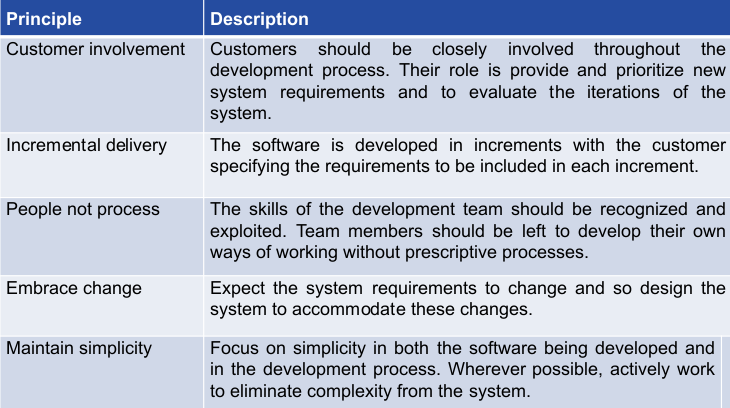 Principle Description
Customer involvement Customers should be closely involved throughout the
development process. Their role is provide and prioritize new
system requirements and to evaluate the iterations of the
system.
Incremental delivery The software is developed in increments with the customer
specifying the requirements to be included in each increment.
People not process The skills of the development team should be recognized and
exploited. Team members should be left to develop their own
ways of working without prescriptive processes.
Embrace change Expect the system requirements to change and so design the
system to accommodate these changes.
Maintain simplicity Focus on simplicity in both the software being developed and
in the development process. Wherever possible, actively work
to eliminate complexity from the system.